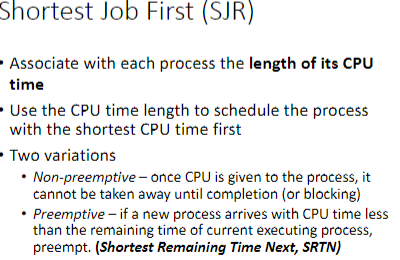 Shortest Job First (SJR)
• Associate with each process the length of its CPU
time
• Use the CPU time length to schedule the process
with the shortest CPU time first
• Two variations
• Non-preemptive – once CPU is given to the process, it
cannot be taken away until completion (or blocking)
• Preemptive – if a new process arrives with CPU time less
than the remaining time of current executing process,
preempt. (Shortest Remaining Time Next, SRTN)